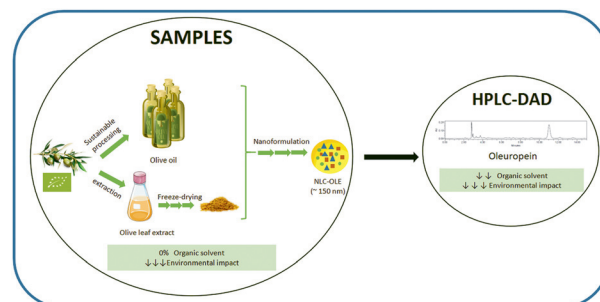 SAMPLES
Sustainable
processing
Olive oil
extraction
Freeze-drying
Olive leaf extract
Nanoformulation
NLC-OLE
(~ 150 nm)
0% Organic solvent
↓↓↓Environmental impact
HPLC-DAD
Oleuropein
↓ ↓ Organic solvent
↓ ↓ ↓ Environmental impact